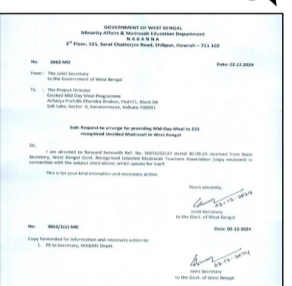 GOVERNMENT OF WEST BENGAL
Minority Affairs & Madrasah Education Department
NABANNA
3rd Floor, 325, Sarat Chatterjee Road, Shibpur, Howrah – 711 102
No. 3862-MD Date: 02.12.2024
From : The Joint Secretary
to the Government of West Bengal
To : The Project Director
Cooked Mid Day Meal Programme
Acharya Prafulla Chandra Bhaban,
Salt Lake, Sector- II, Karunamoyee, Kolkata-700091
Sub: Request to arrange for providing Mid-Day-Meal to 235
recognised Unaided Madrasah in West Bengal
Sir,
I am directed to forward herewith Ref. No. dated 30.09.24 received from State
Secretary, West Bengal Govt. Recognised Unaided Madrasah Teachers Association (copy enclosed) in
connection with the subject cited above, which speaks for itself.
This is for your kind intimation and necessary action.
Yours sincerely,
02.12.2024
Joint Secretary
to the Govt. of West Bengal
No. 3862/1(1)-MD Date: 02.12.2024
Copy forwarded for information and necessary action to:
1. PS to Secretary, MA&ME Deptt.
02.12.2024
Joint Secretary
to the Govt. of West Bengal